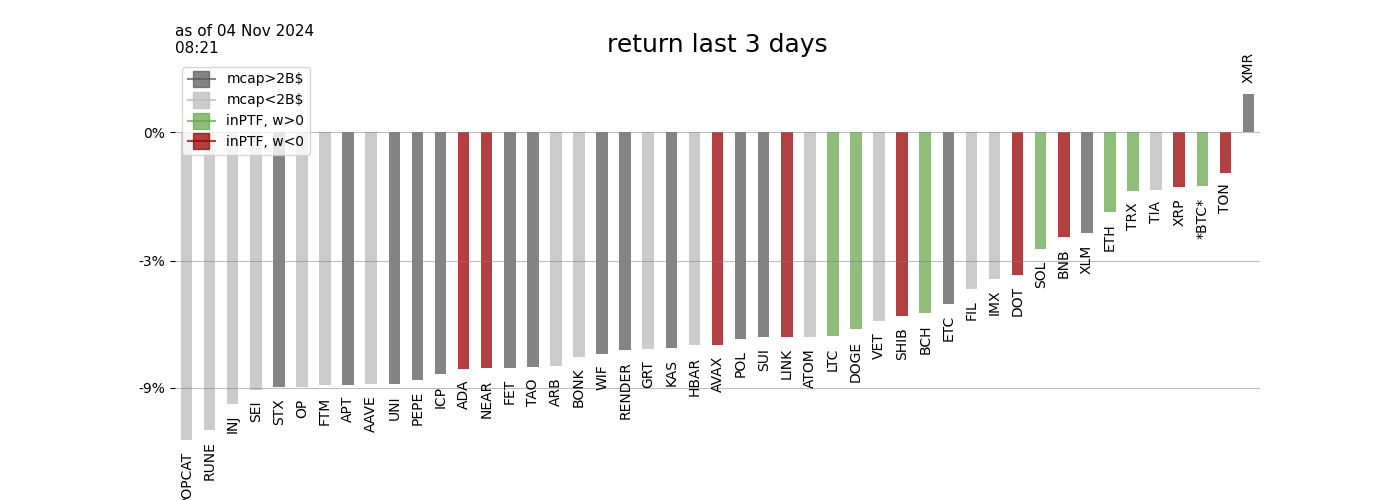 as of 04 Nov 2024
08:21
return last 3 days
mcap>2B$
mcap<2B$
inPTF, w>0
inPTF, w<0
0%
-3%
-9%
OPCAT
RUNE
INJ
SEI
STX
OP
FTM
APT
AAVE
UNI
PEPE
ICP
ADA
NEAR
FET
TAO
ARB
BONK
WIF
RENDER
GRT
KAS
HBAR
AVAX
POL
SUI
LINK
ATOM
LTC
DOGE
VET
SHIB
BCH
ETC
FIL
IMX
DOT
SOL
BNB
XLM
ETH
TRX
TIA
XRP
*BTC*
TON
XMR